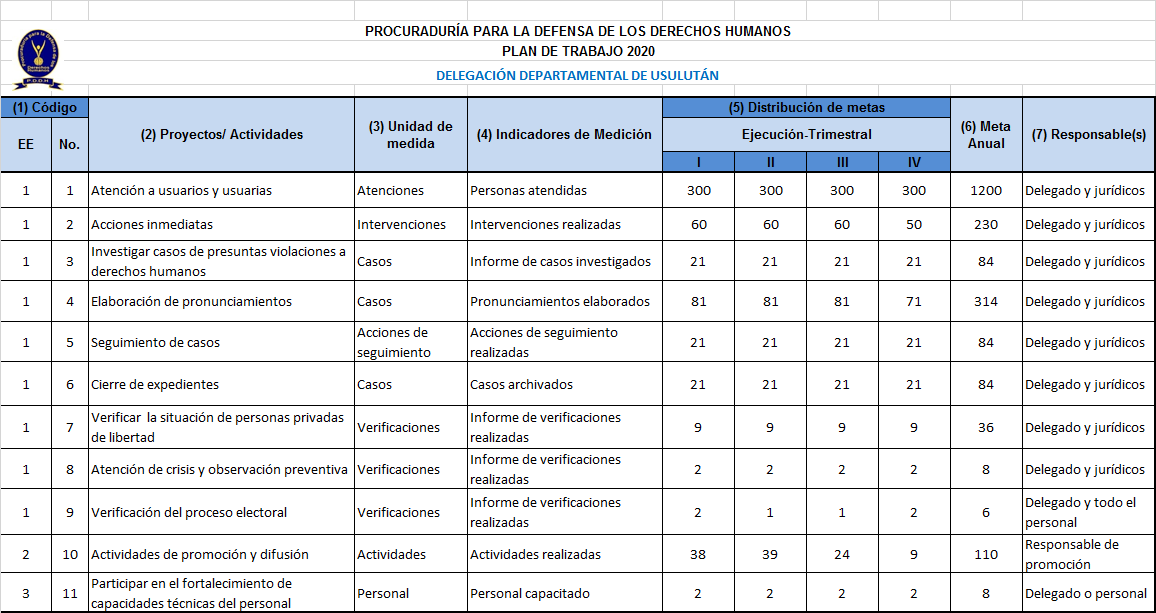 PROCURADURÍA PARA LA DEFENSA DE LOS DERECHOS HUMANOS
PLAN DE TRABAJO 2020
DELEGACIÓN DEPARTAMENTAL DE USULUTÁN
(1) Código (2) Proyectos/ Actividades (3) Unidad de medida (4) Indicadores de Medición (5) Distribución de metas (6) Meta Anual (7) Responsable(s)
EE No. Ejecución-Trimestral
I II III IV
1 1 Atención a usuarios y usuarias Atenciones Personas atendidas 300 300 300 300 1200 Delegado y jurídicos
1 2 Acciones inmediatas Intervenciones Intervenciones realizadas 60 60 60 50 230 Delegado y jurídicos
1 3 Investigar casos de presuntas violaciones a derechos humanos Casos Informe de casos investigados 21 21 21 21 84 Delegado y jurídicos
1 4 Elaboración de pronunciamientos Casos Pronunciamientos elaborados 81 81 81 71 314 Delegado y jurídicos
1 5 Seguimiento de casos Acciones de seguimiento Acciones de seguimiento realizadas 21 21 21 21 84 Delegado y jurídicos
1 6 Cierre de expedientes Casos Casos archivados 21 21 21 21 84 Delegado y jurídicos
1 7 Verificar la situación de personas privadas de libertad Verificaciones Informe de verificaciones realizadas 9 9 9 9 36 Delegado y jurídicos
1 8 Atención de crisis y observación preventiva Verificaciones Informe de verificaciones realizadas 2 2 2 2 8 Delegado y jurídicos
1 9 Verificación del proceso electoral Verificaciones Informe de verificaciones realizadas 2 1 1 2 6 Delegado y todo el personal
2 10 Actividades de promoción y difusión Actividades Actividades realizadas 38 39 24 9 110 Responsable de promoción
3 11 Participar en el fortalecimiento de capacidades técnicas del personal Personal Personal capacitado 2 2 2 2 8 Delegado o personal